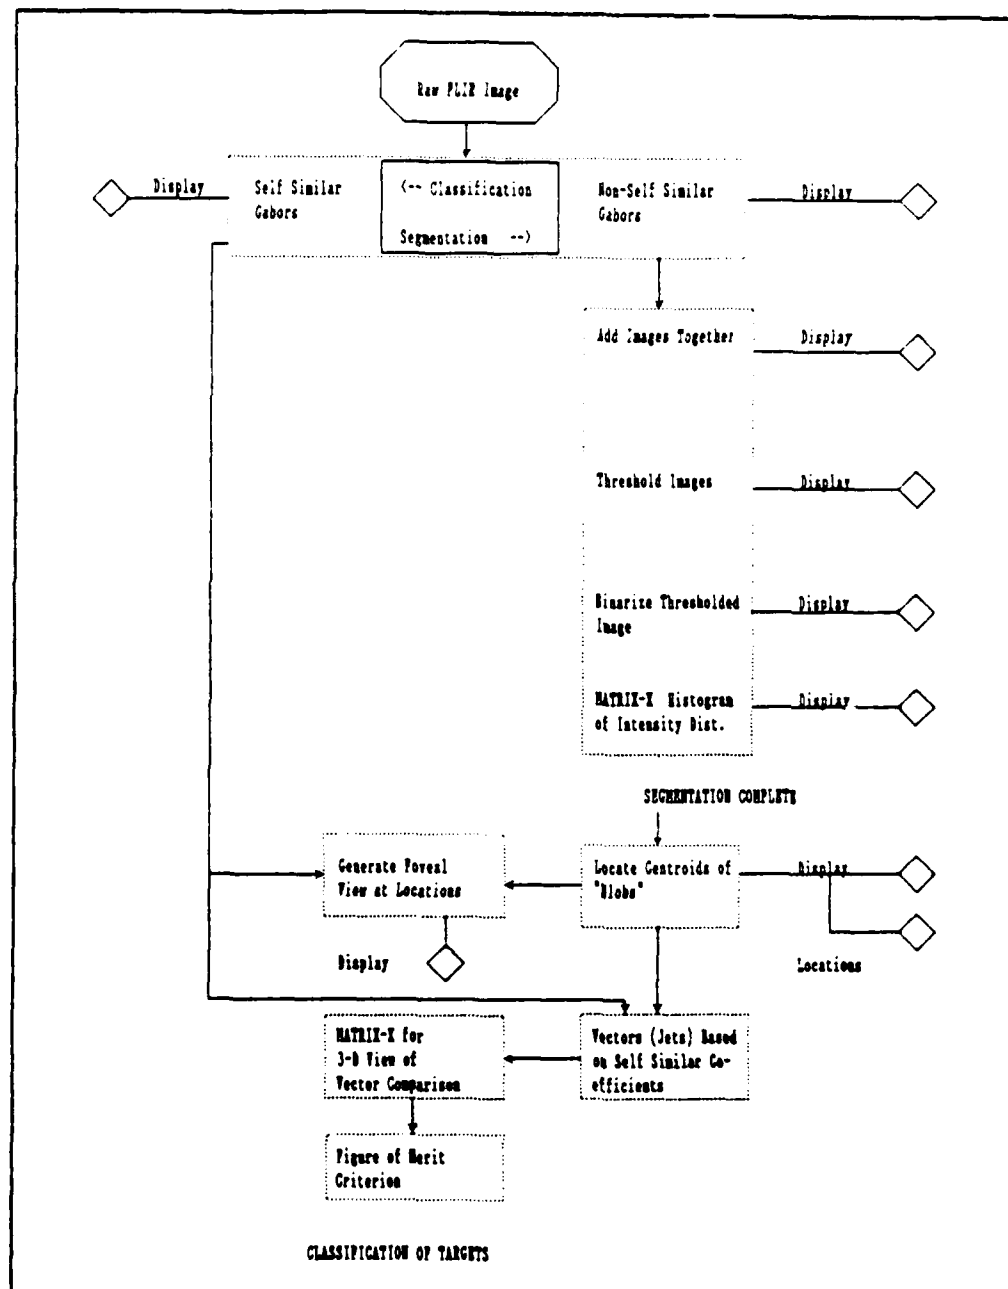 Raw FLIR Image
Display
Self Similar
Gabors
<-- Classification
Segmentation -->
Non-Self Similar
Gabors
Display
Add Images Together
Display
Threshold Images
Display
Binarize Thresholded
Image
Display
MATRIX-X Histogram
of Intensity Dist.
Display
SEGMENTATION COMPLETE
Generate Foveal
View at Locations
Locate Centroids of
"Blobs"
Display
Display
Locations
MATRIX-X for
3-D View of
Vector Comparison
Vectors (Jets) Based
on Self Similar Co-
efficients
Figure of Merit
Criterion
CLASSIFICATION OF TARGETS